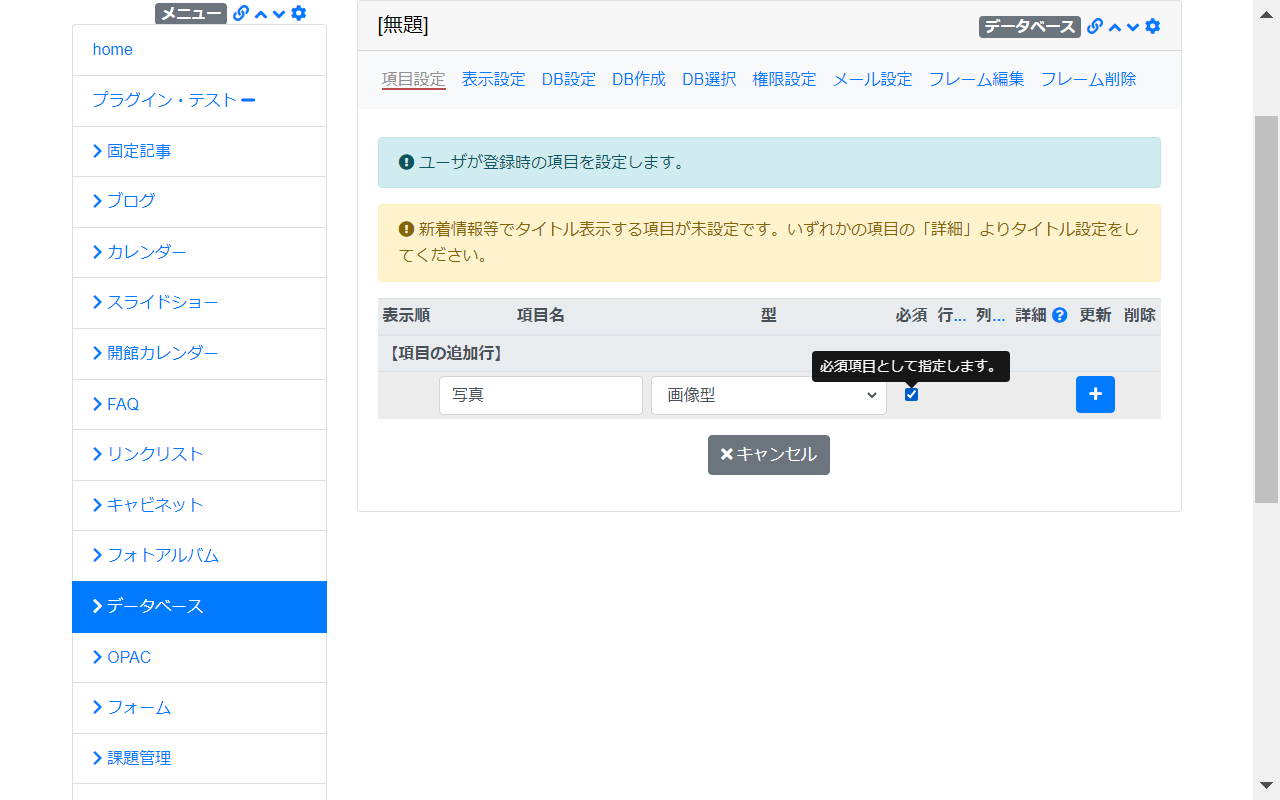 メニュー
home
プラグイン・テスト
固定記事
ブログ
カレンダー
スライドショー
開館カレンダー
FAQ
リンクリスト
キャビネット
フォトアルバム
データベース
OPAC
フォーム
課題管理
[無題]
データベース
項目設定 表示設定 DB設定 DB作成 DB選択 権限設定 メール設定 フレーム編集 フレーム削除
ユーザが登録時の項目を設定します。
新着情報等でタイトル表示する項目が未設定です。いずれかの項目の「詳細」よりタイトル設定をし
てください。
表示順 項目名 型 必須 行... 列... 詳細 更新 削除
【項目の追加行】
必須項目として指定します。
写真 画像型
キャンセル